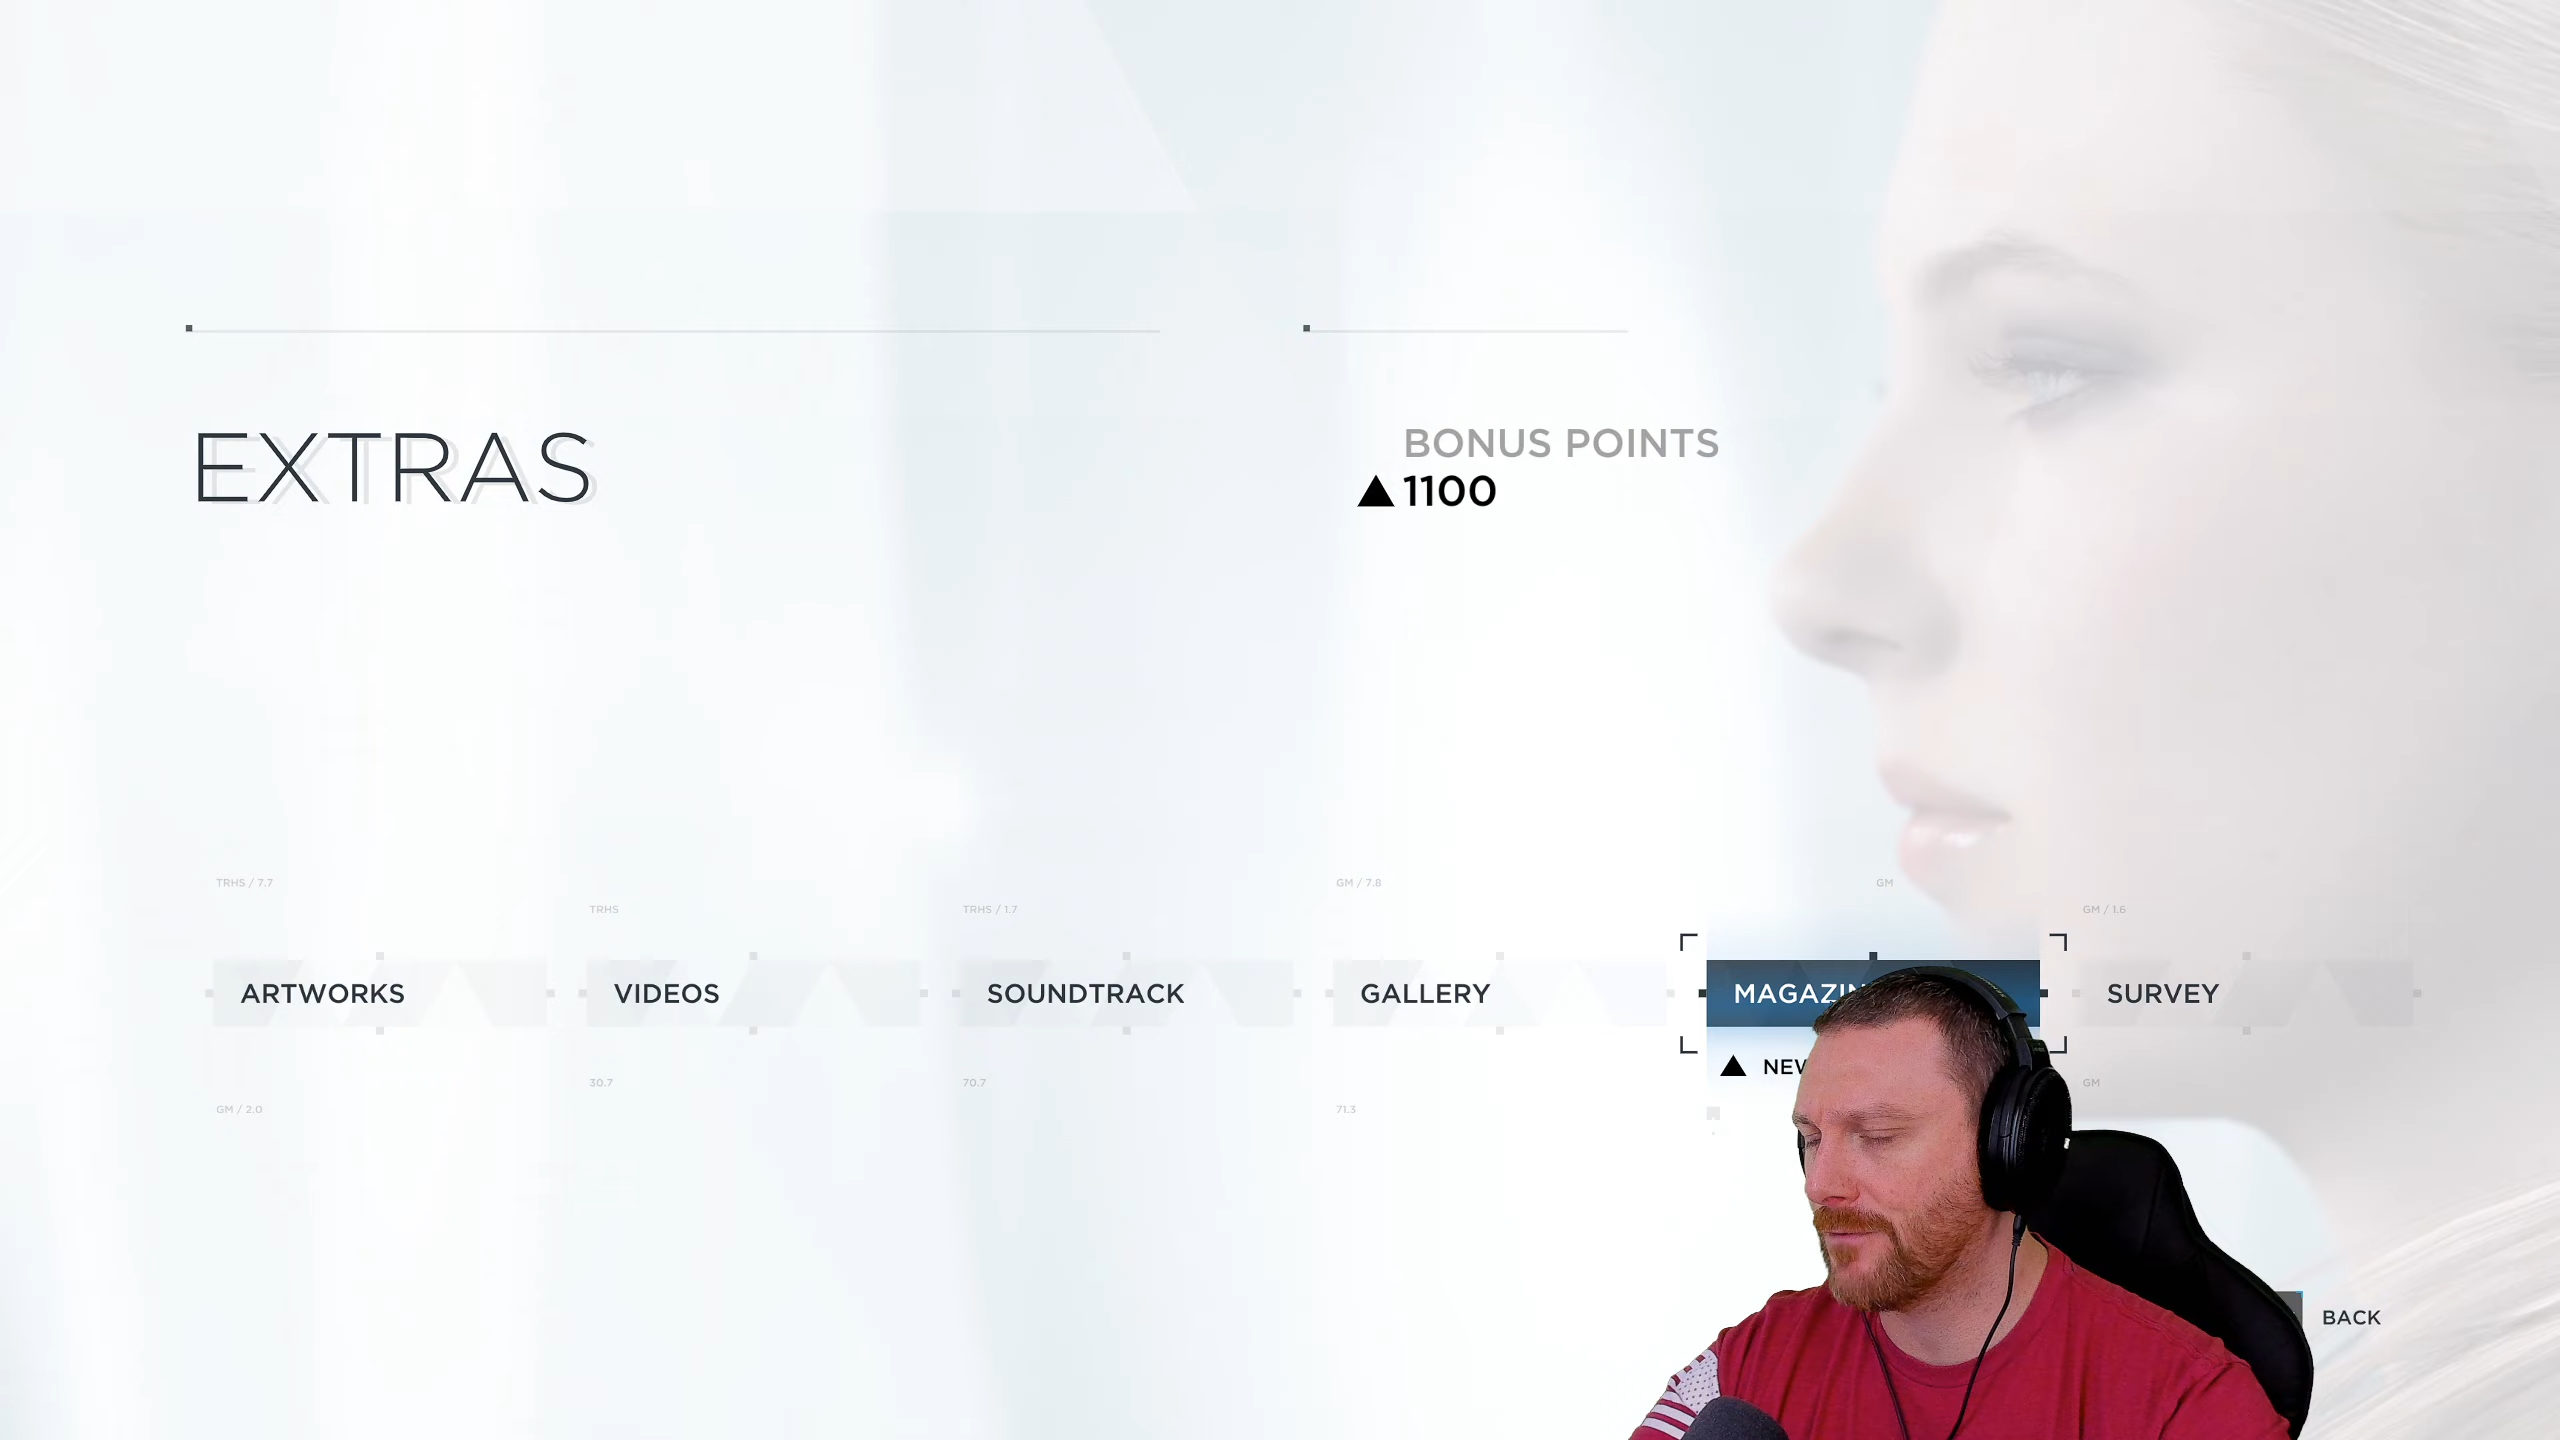 EXTRAS
BONUS POINTS
▲ 1100
TRHS / 7.7
TRHS
TRHS / 1.7
GM / 7.8
GM
GM / 1.6
ARTWORKS
VIDEOS
SOUNDTRACK
GALLERY
SURVEY
GM / 2.0
30.7
70.7
71.3
GM
BACK